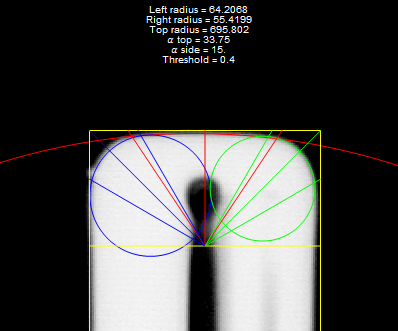 Left radius = 64.2068
Right radius = 55.4199
Top radius = 695.802
α top = 33.75
α side = 15.
Threshold = 0.4